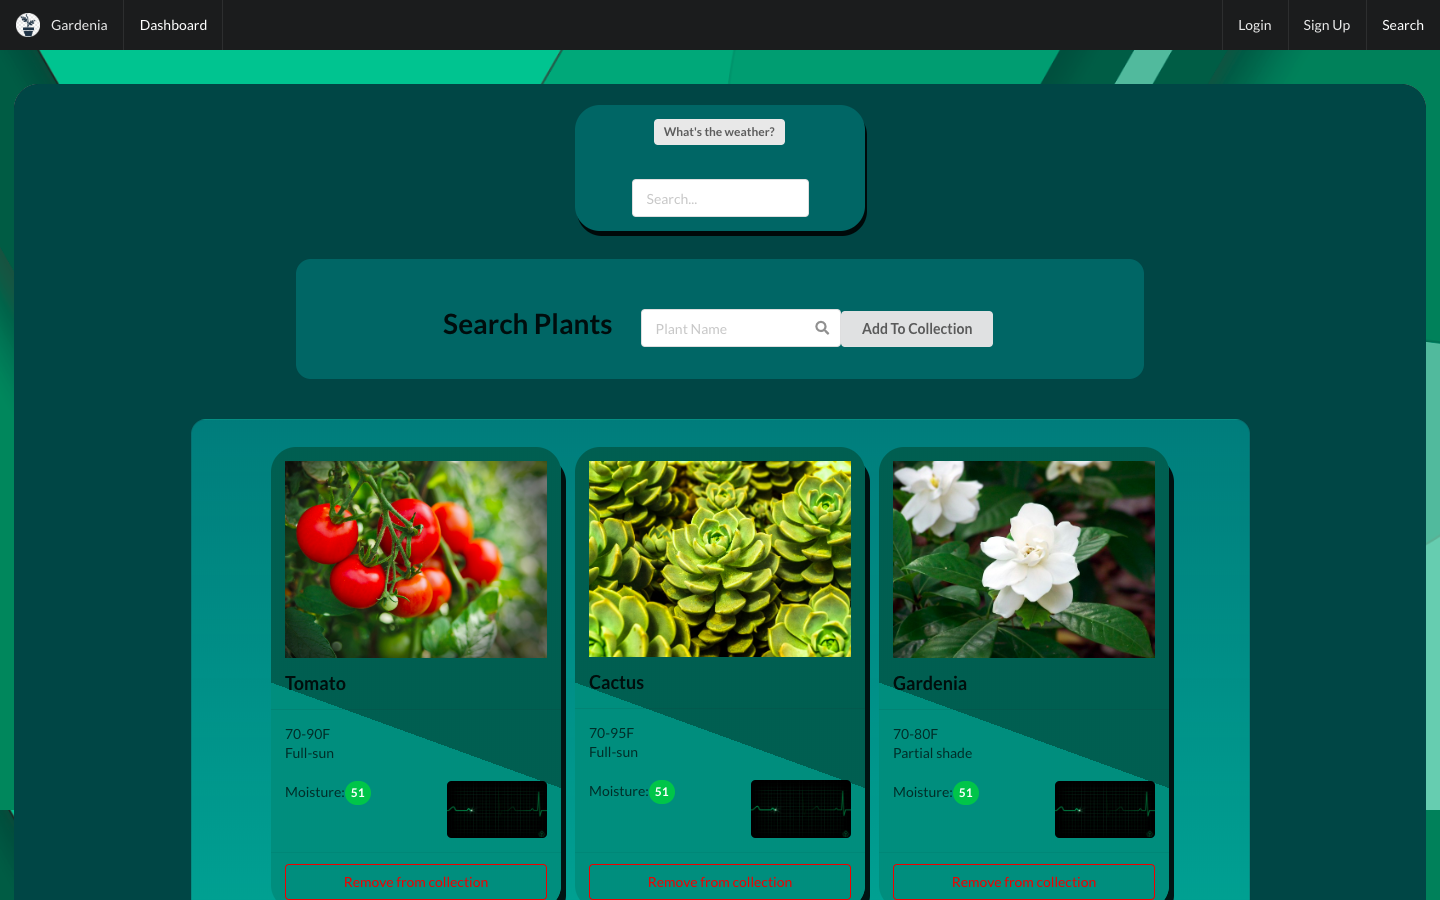 Gardenia
Dashboard
Login
Sign Up
Search
What's the weather?
Search...
Search Plants
Plant Name
Add To Collection
Tomato
70-90F
Full-sun
Moisture: 51
Remove from collection
Cactus
70-95F
Full-sun
Moisture: 51
Remove from collection
Gardenia
70-80F
Partial shade
Moisture: 51
Remove from collection